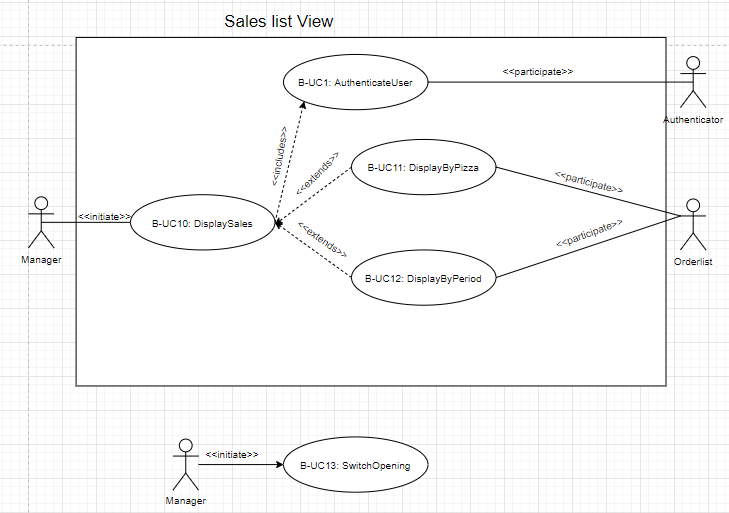 Sales list View
B-UC1: AuthenticateUser
<<participate>>
Authenticator
<<includes>>
<<extends>>
B-UC11: DisplayByPizza
<<participate>>
Manager
<<initiate>>
B-UC10: DisplaySales
<<extends>>
B-UC12: DisplayByPeriod
<<participate>>
Orderlist
Manager
<<initiate>>
B-UC13: SwitchOpening